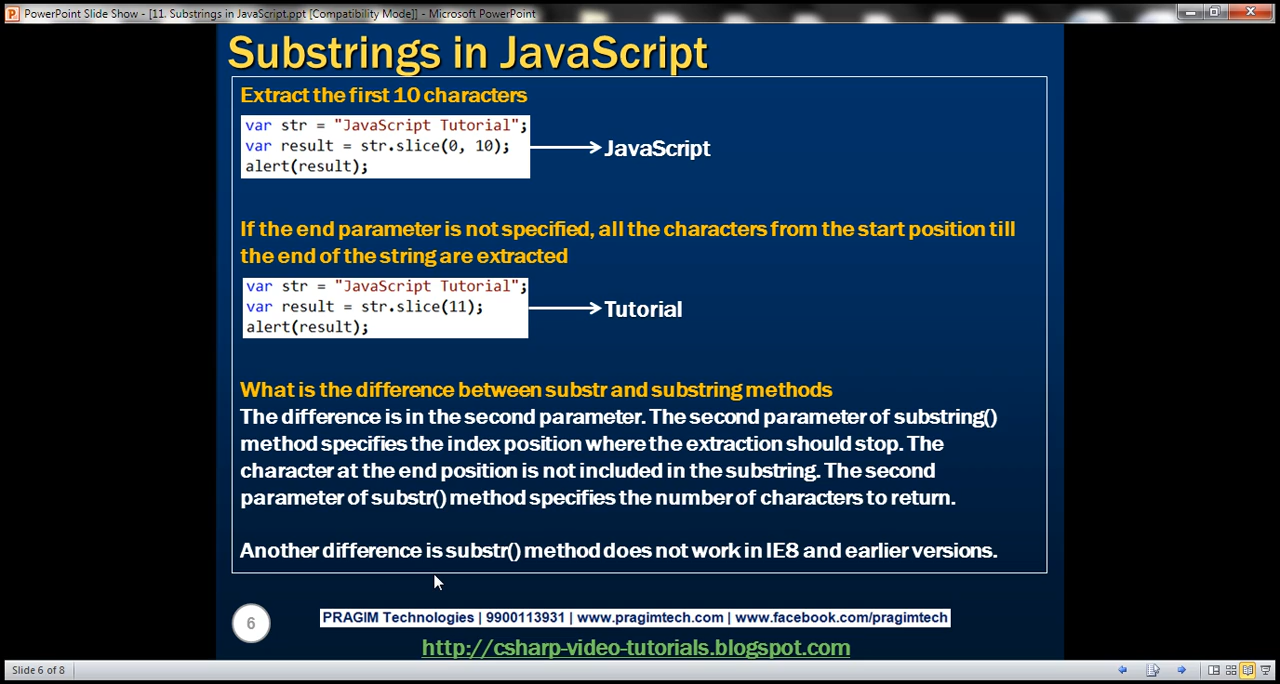 PowerPoint Slide Show - [11. Substrings in JavaScript.ppt [Compatibility Mode]] - Microsoft PowerPoint
Substrings in JavaScript
Extract the first 10 characters
var str = "JavaScript Tutorial";
var result = str.slice(0, 10);
alert(result);
JavaScript
If the end parameter is not specified, all the characters from the start position till
the end of the string are extracted
var str = "JavaScript Tutorial";
var result = str.slice(11);
alert(result);
Tutorial
What is the difference between substr and substring methods
The difference is in the second parameter. The second parameter of substring()
method specifies the index position where the extraction should stop. The
character at the end position is not included in the substring. The second
parameter of substr() method specifies the number of characters to return.
Another difference is substr() method does not work in IE8 and earlier versions.
6
PRAGIM Technologies | 9900113931 | www.pragimtech.com | www.facebook.com/pragimtech
http://csharp-video-tutorials.blogspot.com
Slide 6 of 8